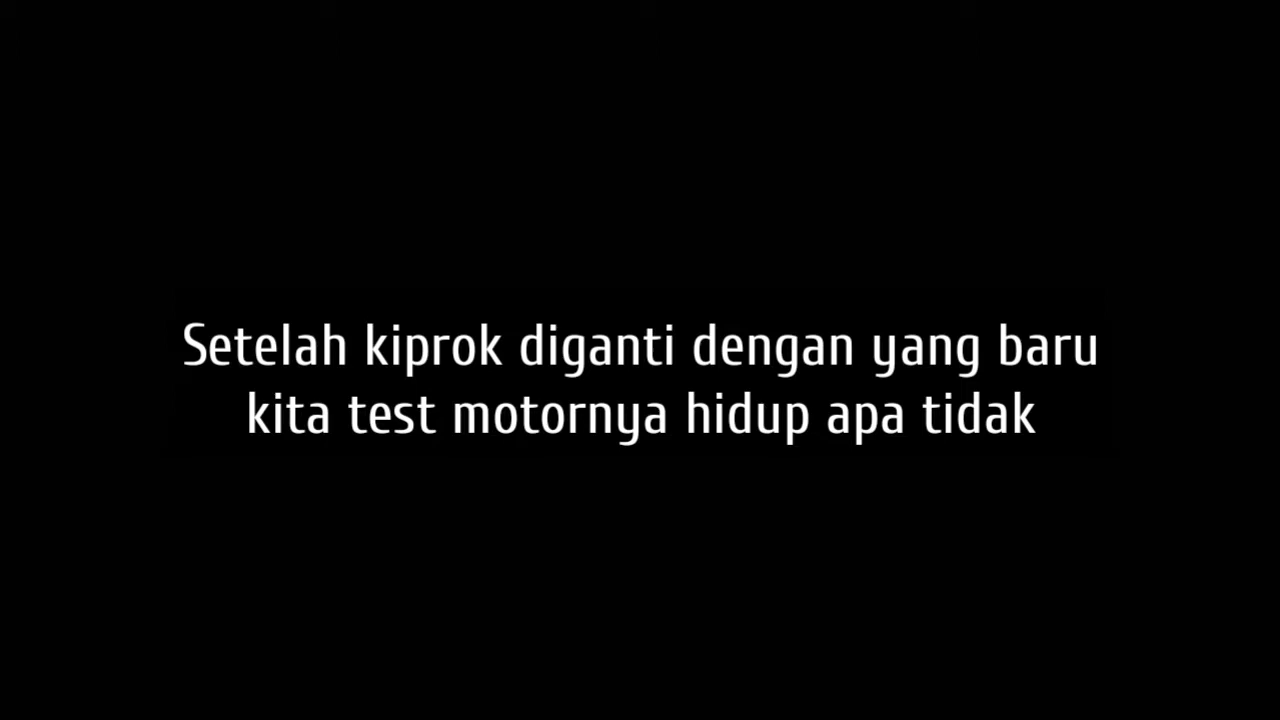 Setelah kiprok diganti dengan yang baru
kita test motornya hidup apa tidak